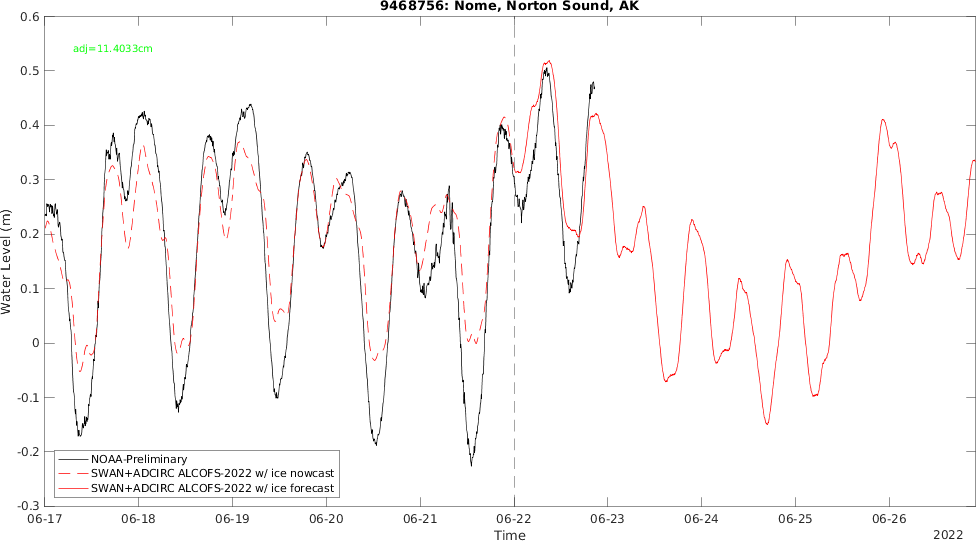 9468756: Nome, Norton Sound, AK
adj=11.4033cm
Water Level (m)
0.6
0.5
0.4
0.3
0.2
0.1
0
-0.1
-0.2
-0.3
NOAA-Preliminary
SWAN+ADCIRC ALCOFS-2022 w/ ice nowcast
SWAN+ADCIRC ALCOFS-2022 w/ ice forecast
06-17 06-18 06-19 06-20 06-21 06-22 06-23 06-24 06-25 06-26
Time
2022